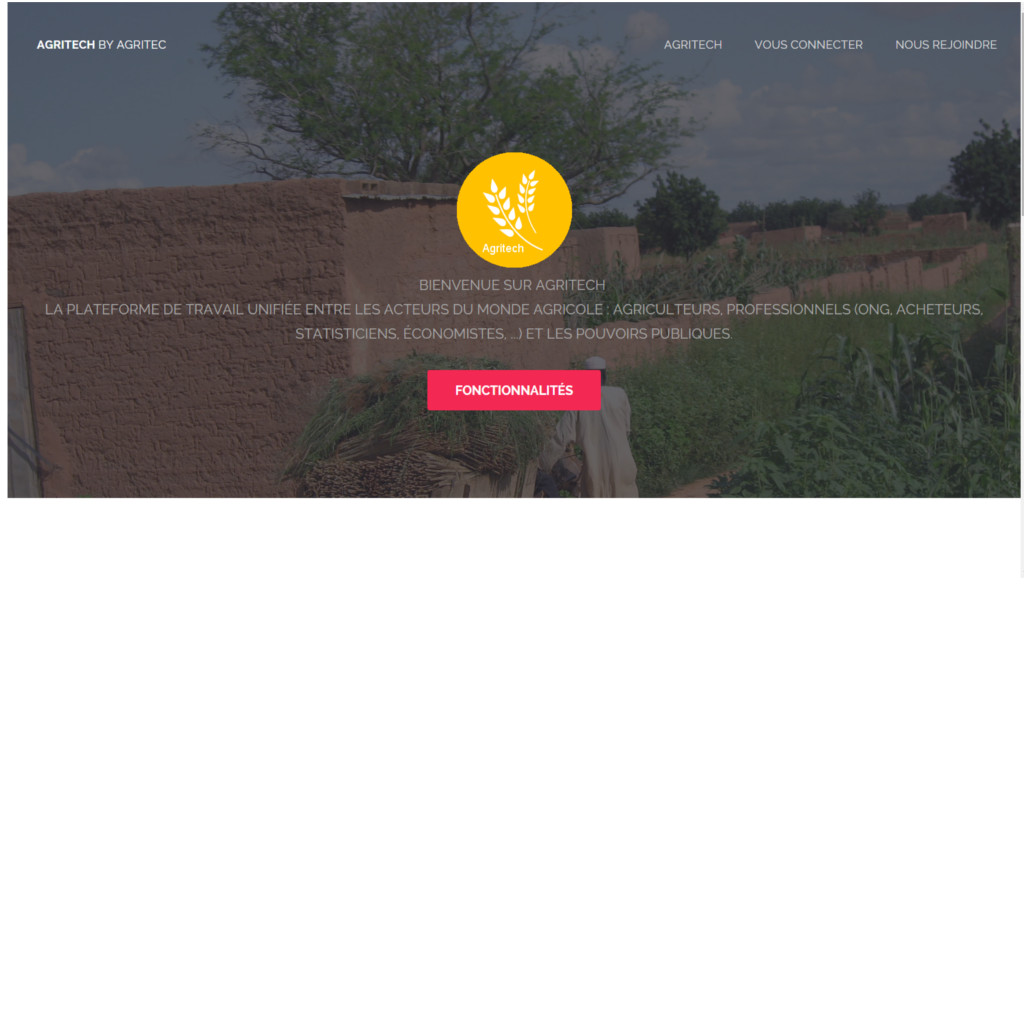 AGRITECH BY AGRITEC
AGRITECH
VOUS CONNECTER
NOUS REJOINDRE
Agritech
BIENVENUE SUR AGRITECH
LA PLATEFORME DE TRAVAIL UNIFIÉE ENTRE LES ACTEURS DU MONDE AGRICOLE : AGRICULTEURS, PROFESSIONNELS (ONG, ACHETEURS,
STATISTICIENS, ÉCONOMISTES, ...) ET LES POUVOIRS PUBLIQUES.
FONCTIONNALITÉS